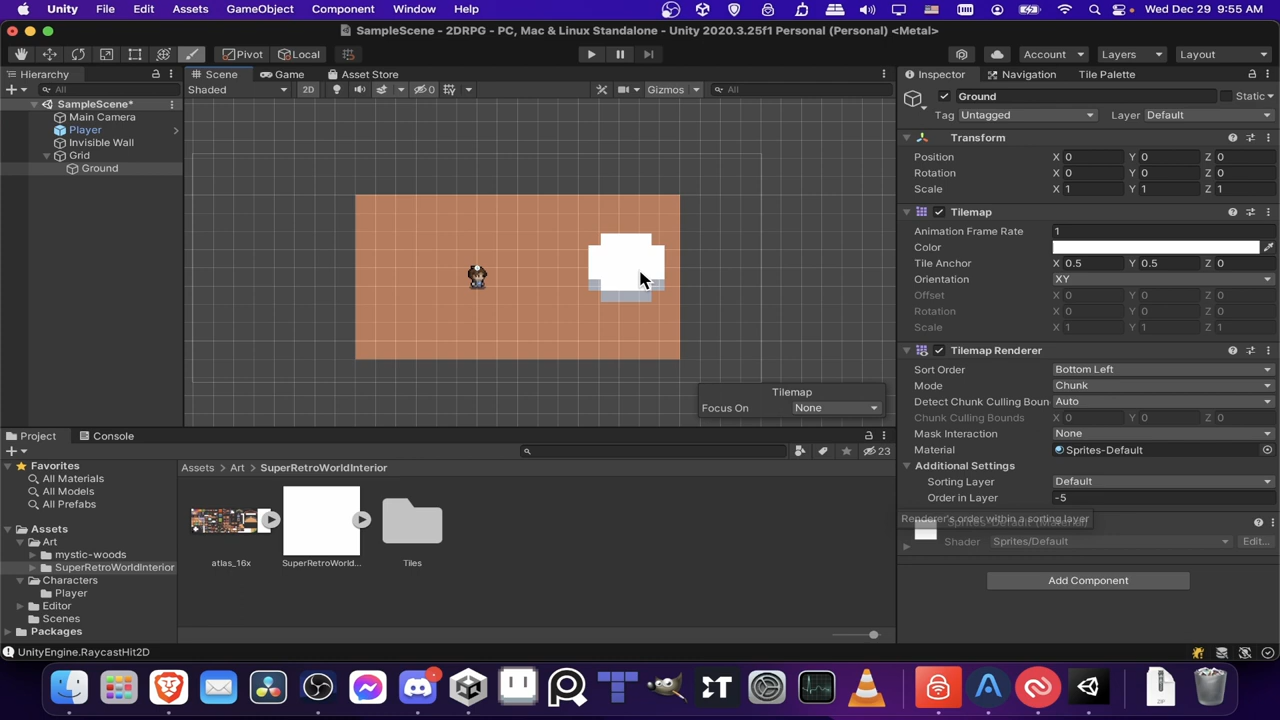 Unity File Edit Assets GameObject Component Window Help Wed Dec 29 9:55 AM
SampleScene - 2DRPG - PC, Mac & Linux Standalone - Unity 2020.3.25f1 Personal (Personal) <Metal>
Pivot Local Account Layers Layout
Hierarchy
All
SampleScene*
Main Camera
Player
Invisible Wall
Grid
Ground
Scene Game Asset Store
Shaded 2D 0 Gizmos All
Tilemap
Focus On None
Inspector Navigation Tile Palette
Ground Static
Tag Untagged Layer Default
Transform
Position X 0 Y 0 Z 0
Rotation X 0 Y 0 Z 0
Scale X 1 Y 1 Z 1
Tilemap
Animation Frame Rate 1
Color
Tile Anchor X 0.5 Y 0.5 Z 0
Orientation XY
Offset X 0 Y 0 Z 0
Rotation X 0 Y 0 Z 0
Scale X 1 Y 1 Z 1
Tilemap Renderer
Sort Order Bottom Left
Mode Chunk
Detect Chunk Culling Boun Auto
Chunk Culling Bounds X 0 Y 0 Z 0
Mask Interaction None
Material Sprites-Default
Additional Settings
Sorting Layer Default
Order in Layer -5
Renderer's order within a sorting layer
Sprites-Default (Material)
Shader Sprites/Default Edit...
Add Component
Project Console
23
Favorites
All Materials
All Models
All Prefabs
Assets
Art
mystic-woods
SuperRetroWorldInterior
Characters
Player
Editor
Scenes
Packages
Assets Art SuperRetroWorldInterior
atlas_16x SuperRetroWorld... Tiles
UnityEngine.RaycastHit2D
ZIP